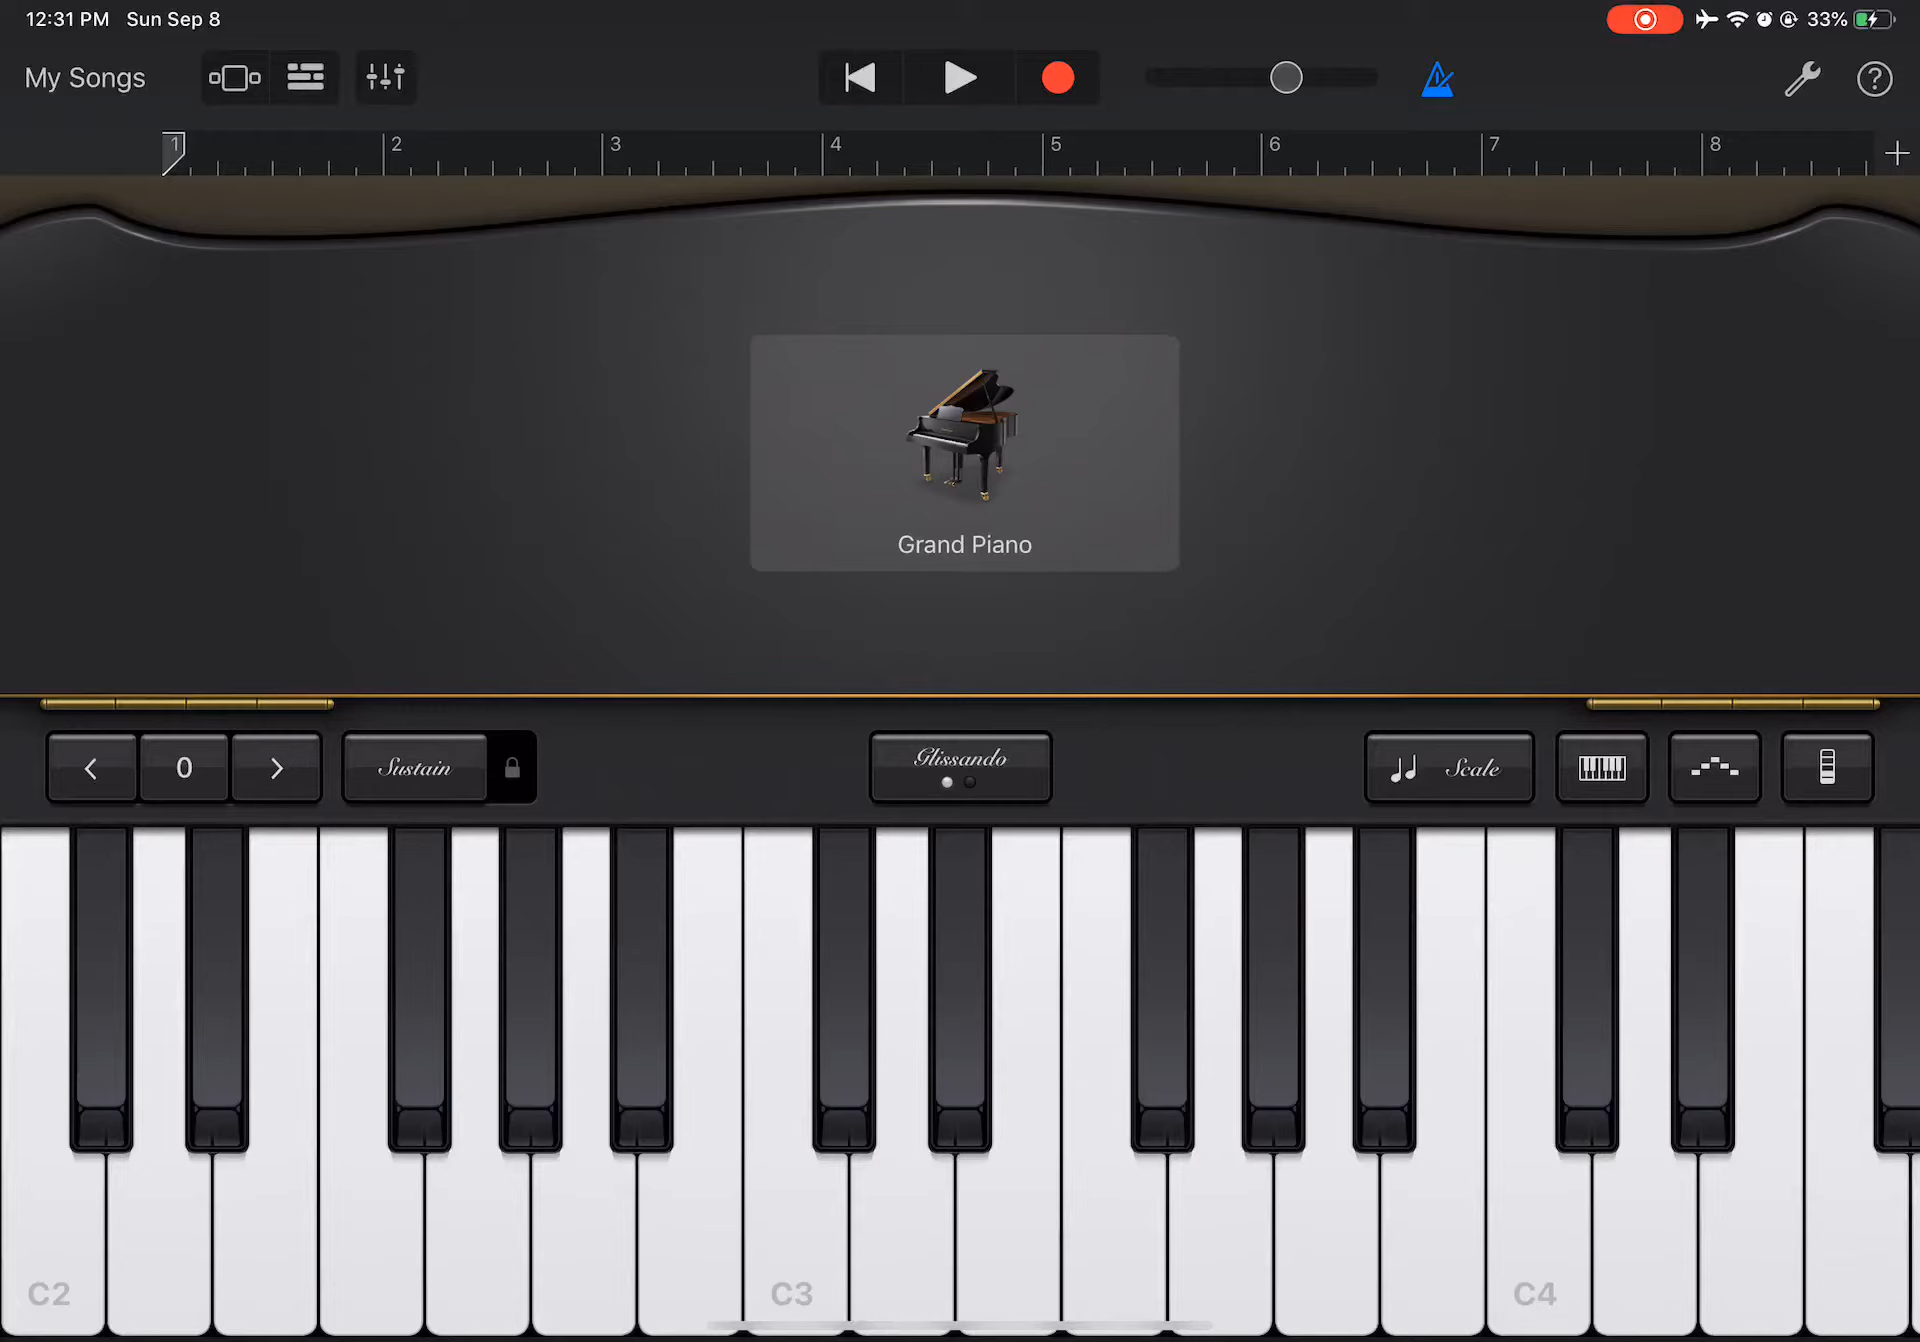 12:31 PM Sun Sep 8
33%
My Songs
?
1 2 3 4 5 6 7 8
Grand Piano
0
Sustain
Glissando
Scale
C2 C3 C4